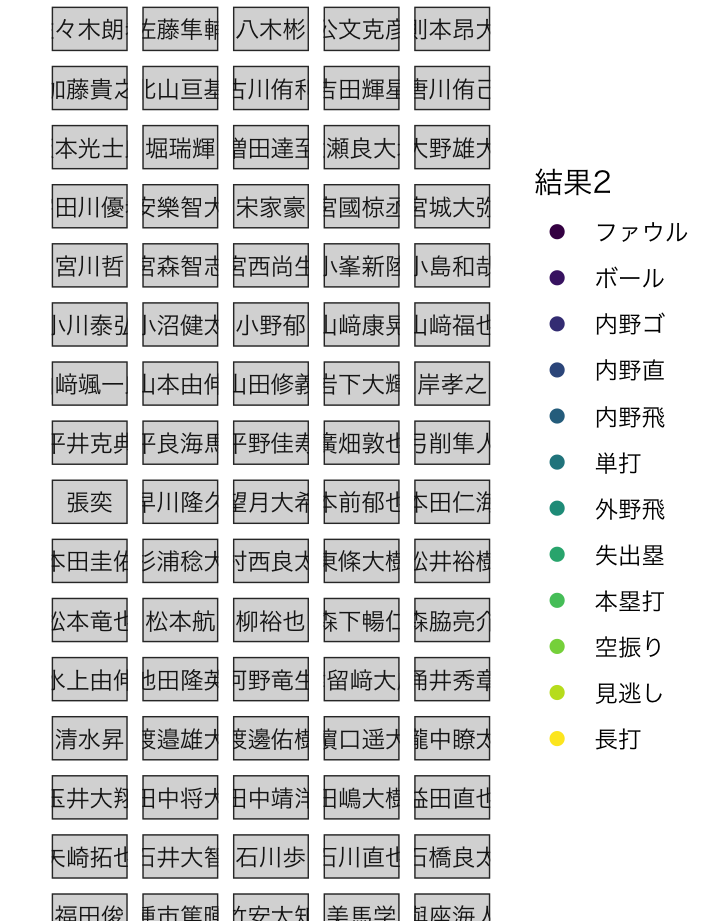 々木朗 佐藤隼輔 八木彬 公文克彦 則本昂大
加藤貴之 北山亘基 古川侑利 吉田輝星 唐川侑己
本光士 堀瑞輝 増田達至 瀬良大 大野雄大
田川優 安樂智大 宋家豪 宮國椋丞 宮城大弥
宮川哲 宮森智志 宮西尚生 小峯新陸 小島和哉
小川泰弘 小沼健太 小野郁 山﨑康晃 山﨑福也
﨑颯一 山本由伸 山田修義 岩下大輝 岸孝之
平井克典 平良海馬 平野佳寿 廣畑敦也 弓削隼人
張奕 早川隆久 望月大希 本前郁也 本田仁海
本田圭佑 杉浦稔大 村西良太 東條大樹 松井裕樹
松本竜也 松本航 柳裕也 森下暢仁 森脇亮介
水上由伸 池田隆英 河野竜生 留﨑大 涌井秀章
清水昇 渡邉雄大 渡邊佑樹 濵口遥大 瀧中瞭太
玉井大翔 田中将大 田中靖洋 田嶋大樹 益田直也
矢崎拓也 石井大智 石川歩 石川直也 石橋良太
福田俊 種市篤暉 竹安大知 美馬学 與座海人
結果2
ファウル
ボール
内野ゴ
内野直
内野飛
単打
外野飛
失出塁
本塁打
空振り
見逃し
長打